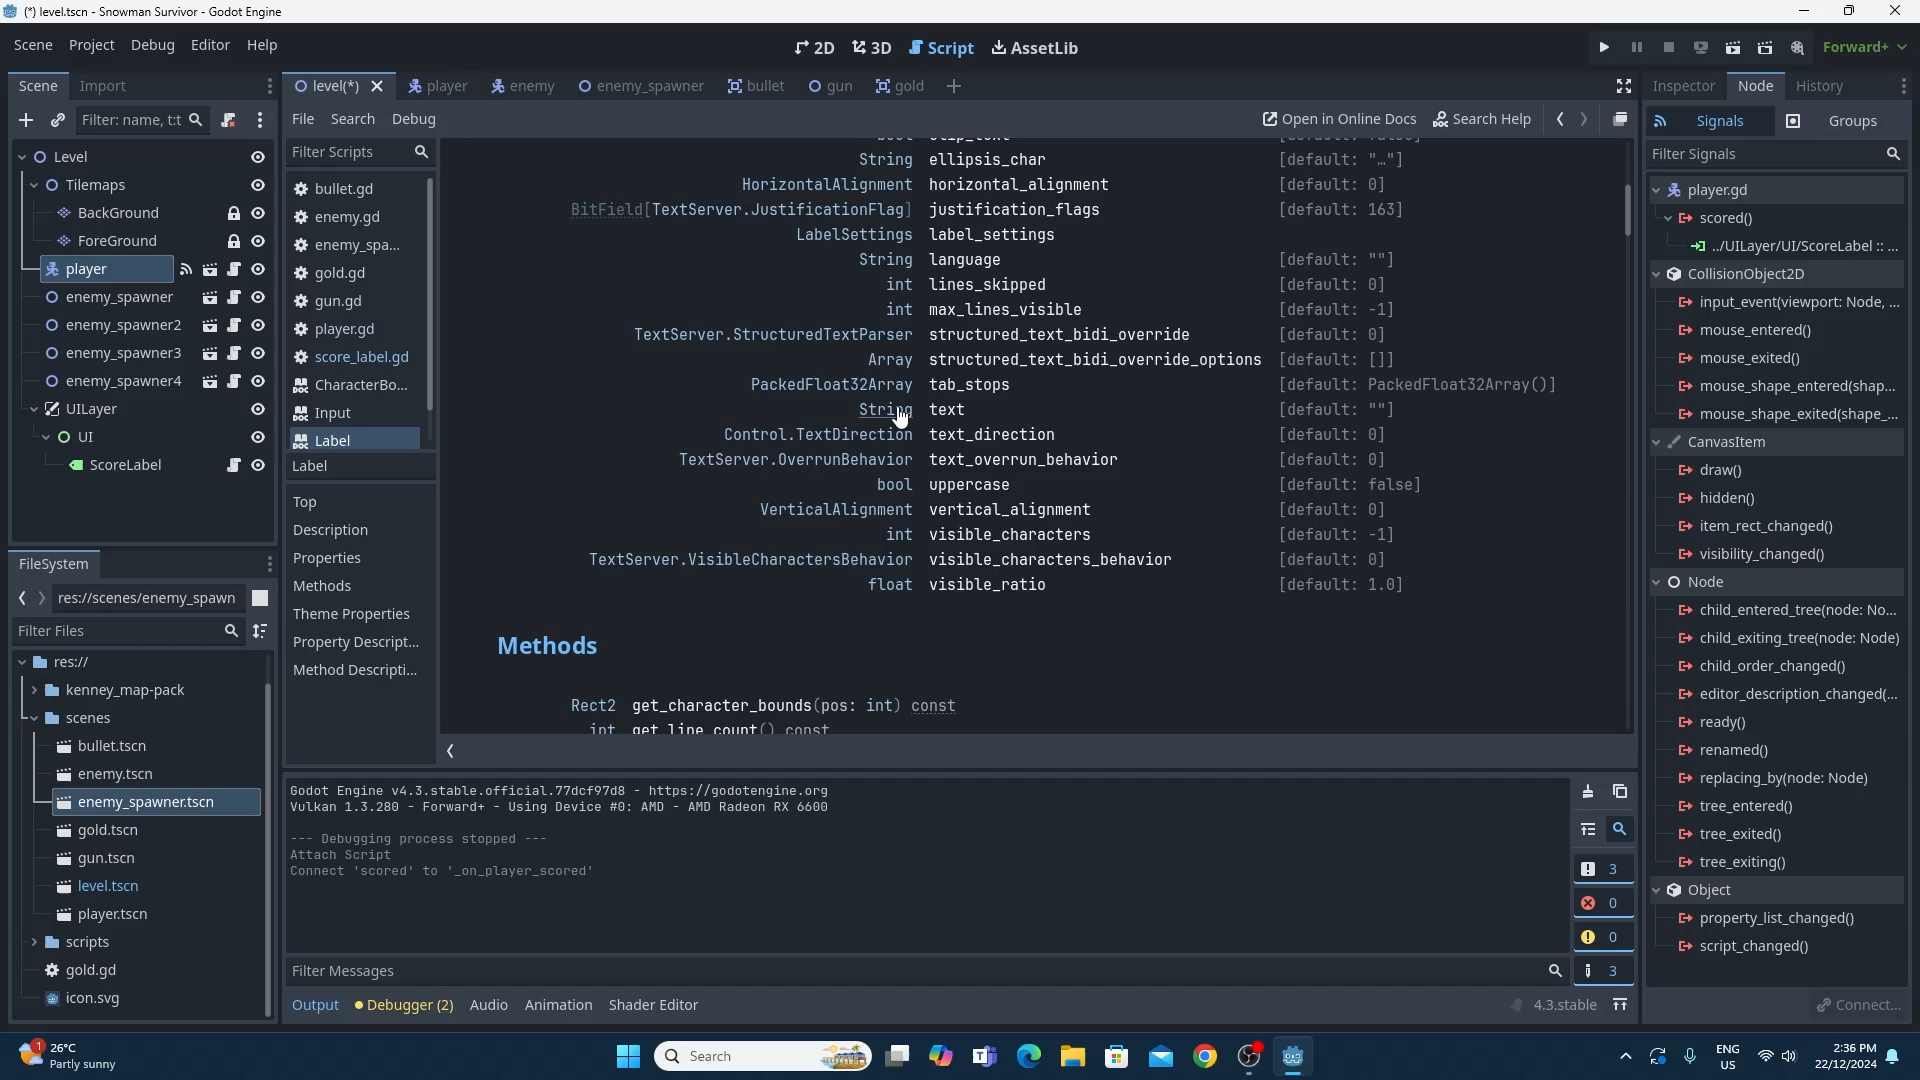 (*) level.tscn - Snowman Survivor - Godot Engine
Scene Project Debug Editor Help
2D 3D Script AssetLib
Forward+
Scene Import
level(*) player enemy enemy_spawner bullet gun gold
Inspector Node History
Filter: name, t:t
File Search Debug
Open in Online Docs Search Help
Signals Groups
Level
Tilemaps
BackGround
ForeGround
player
enemy_spawner
enemy_spawner2
enemy_spawner3
enemy_spawner4
UILayer
UI
ScoreLabel
FileSystem
res://scenes/enemy_spawn
Filter Files
res://
kenney_map-pack
scenes
bullet.tscn
enemy.tscn
enemy_spawner.tscn
gold.tscn
gun.tscn
level.tscn
player.tscn
scripts
gold.gd
icon.svg
Filter Scripts
bullet.gd
enemy.gd
enemy_spa...
gold.gd
gun.gd
player.gd
score_label.gd
CharacterBo...
Input
Label
Label
Top
Description
Properties
Methods
Theme Properties
Property Descript...
Method Descripti...
String ellipsis_char [default: "…"]
HorizontalAlignment horizontal_alignment [default: 0]
BitField[TextServer.JustificationFlag] justification_flags [default: 163]
LabelSettings label_settings
String language [default: ""]
int lines_skipped [default: 0]
int max_lines_visible [default: -1]
TextServer.StructuredTextParser structured_text_bidi_override [default: 0]
Array structured_text_bidi_override_options [default: []]
PackedFloat32Array tab_stops [default: PackedFloat32Array()]
String text [default: ""]
Control.TextDirection text_direction [default: 0]
TextServer.OverrunBehavior text_overrun_behavior [default: 0]
bool uppercase [default: false]
VerticalAlignment vertical_alignment [default: 0]
int visible_characters [default: -1]
TextServer.VisibleCharactersBehavior visible_characters_behavior [default: 0]
float visible_ratio [default: 1.0]
Methods
Rect2 get_character_bounds(pos: int) const
int get_line_count() const
Godot Engine v4.3.stable.official.77dcf97d8 - https://godotengine.org
Vulkan 1.3.280 - Forward+ - Using Device #0: AMD - AMD Radeon RX 6600
--- Debugging process stopped ---
Attach Script
Connect 'scored' to '_on_player_scored'
3
0
0
3
Filter Messages
Output Debugger (2) Audio Animation Shader Editor
4.3.stable
Filter Signals
player.gd
scored()
../UILayer/UI/ScoreLabel :: ...
CollisionObject2D
input_event(viewport: Node, ...
mouse_entered()
mouse_exited()
mouse_shape_entered(shap...
mouse_shape_exited(shape_...
CanvasItem
draw()
hidden()
item_rect_changed()
visibility_changed()
Node
child_entered_tree(node: No...
child_exiting_tree(node: Node)
child_order_changed()
editor_description_changed(...
ready()
renamed()
replacing_by(node: Node)
tree_entered()
tree_exited()
tree_exiting()
Object
property_list_changed()
script_changed()
Connect...
1
26°C
Partly sunny
Search
ENG
US
2:36 PM
22/12/2024